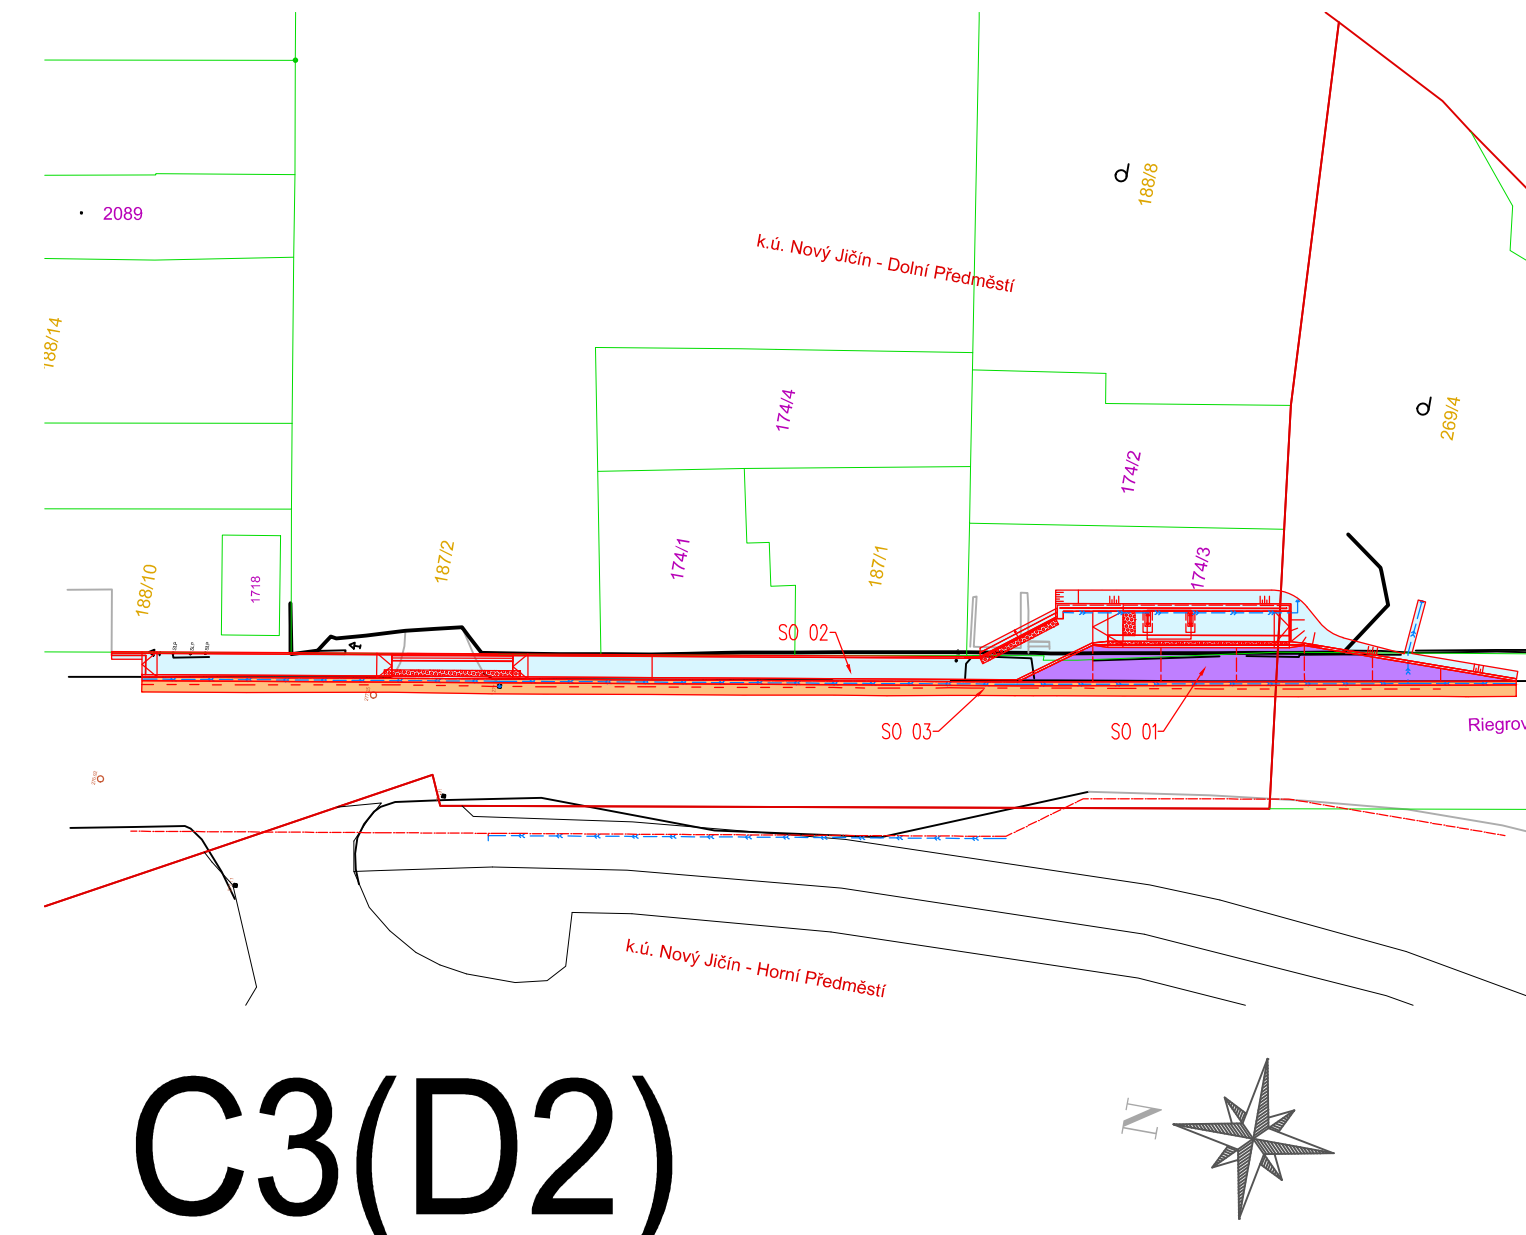 188/8
2089
k.ú. Nový Jičín - Dolní Předměstí
188/14
174/4
269/4
174/2
174/1
187/2
187/1
174/3
188/10
1718
SO 02
SO 03
SO 01
Riegrov
k.ú. Nový Jičín - Horní Předměstí
C3(D2)
N